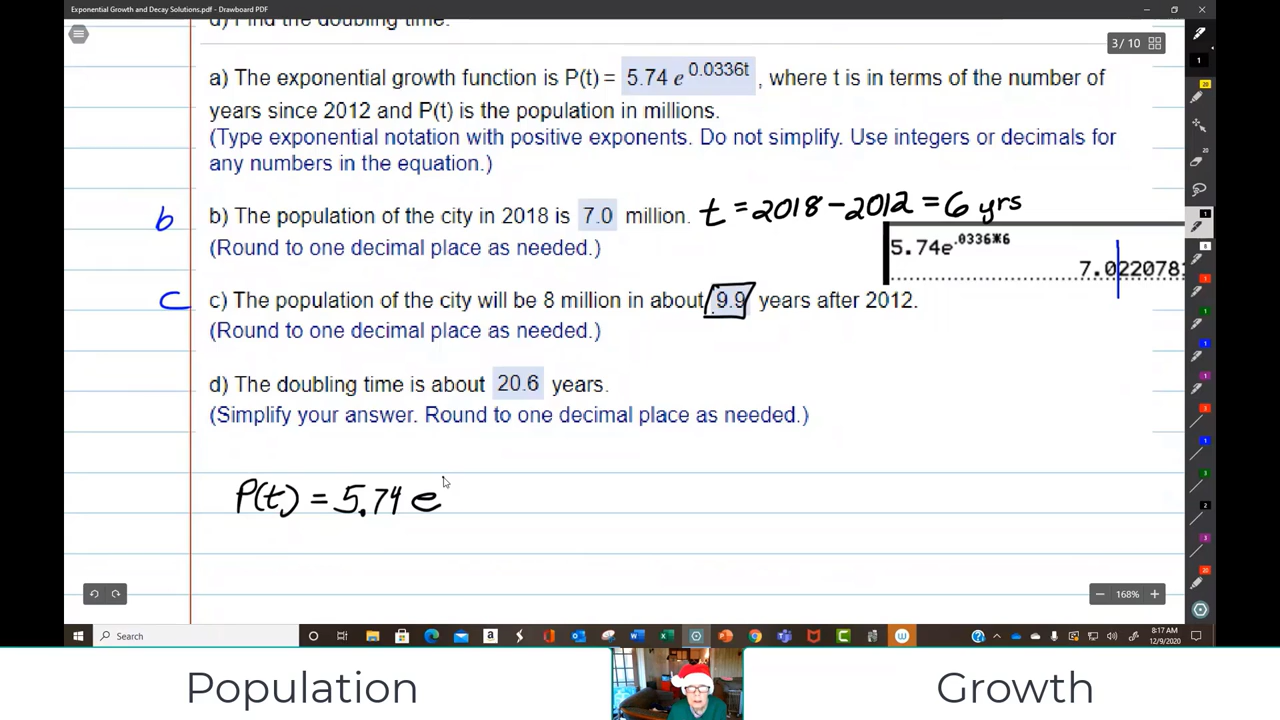 Exponential Growth and Decay Solutions.pdf - Drawboard PDF
d) Find the doubling time.
3 / 10
a) The exponential growth function is P(t) = 5.74 e^0.0336t , where t is in terms of the number of
years since 2012 and P(t) is the population in millions.
(Type exponential notation with positive exponents. Do not simplify. Use integers or decimals for
any numbers in the equation.)
b b) The population of the city in 2018 is 7.0 million. t = 2018 - 2012 = 6 yrs
(Round to one decimal place as needed.)
5.74e^.0336*6
7.0220781
c c) The population of the city will be 8 million in about 9.9 years after 2012.
(Round to one decimal place as needed.)
d) The doubling time is about 20.6 years.
(Simplify your answer. Round to one decimal place as needed.)
P(t) = 5.74 e
168%
Search
8:17 AM
12/9/2020
Population
Growth